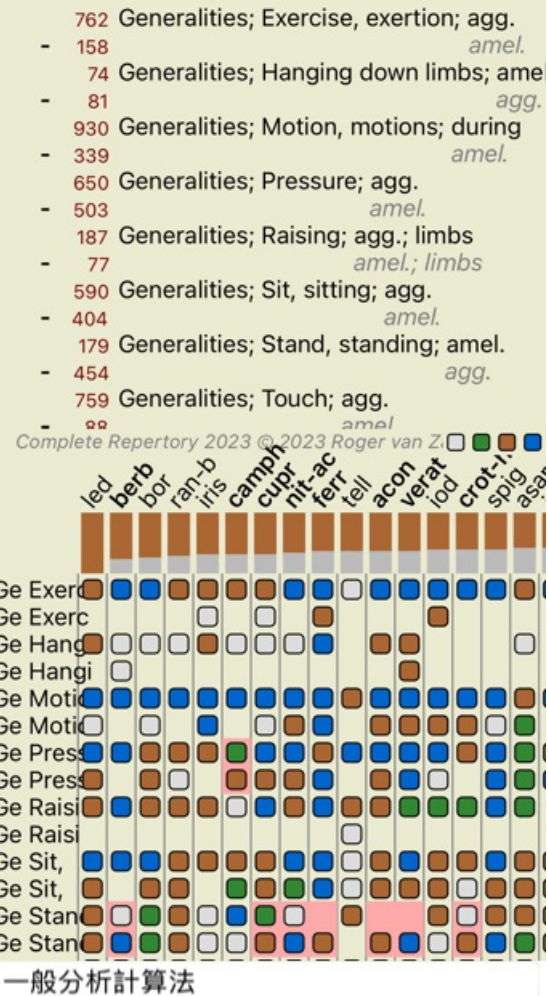 762 Generalities; Exercise, exertion; agg.
- 158 amel.
74 Generalities; Hanging down limbs; amel
- 81 agg.
930 Generalities; Motion, motions; during
- 339 amel.
650 Generalities; Pressure; agg.
- 503 amel.
187 Generalities; Raising; agg.; limbs
- 77 amel.; limbs
590 Generalities; Sit, sitting; agg.
- 404 amel.
179 Generalities; Stand, standing; amel.
- 454 agg.
759 Generalities; Touch; agg.
- 88 amel
Complete Repertory 2023 © 2023 Roger van Z
led berb bor ran-b iris camph cupr nit-ac ferr tell acon verat iod crot-h spig asar
Ge Exerc
Ge Exerc
Ge Hang
Ge Hangi
Ge Motic
Ge Motic
Ge Press
Ge Press
Ge Raisi
Ge Raisi
Ge Sit,
Ge Sit,
Ge Stan
Ge Stan
一般分析計算法